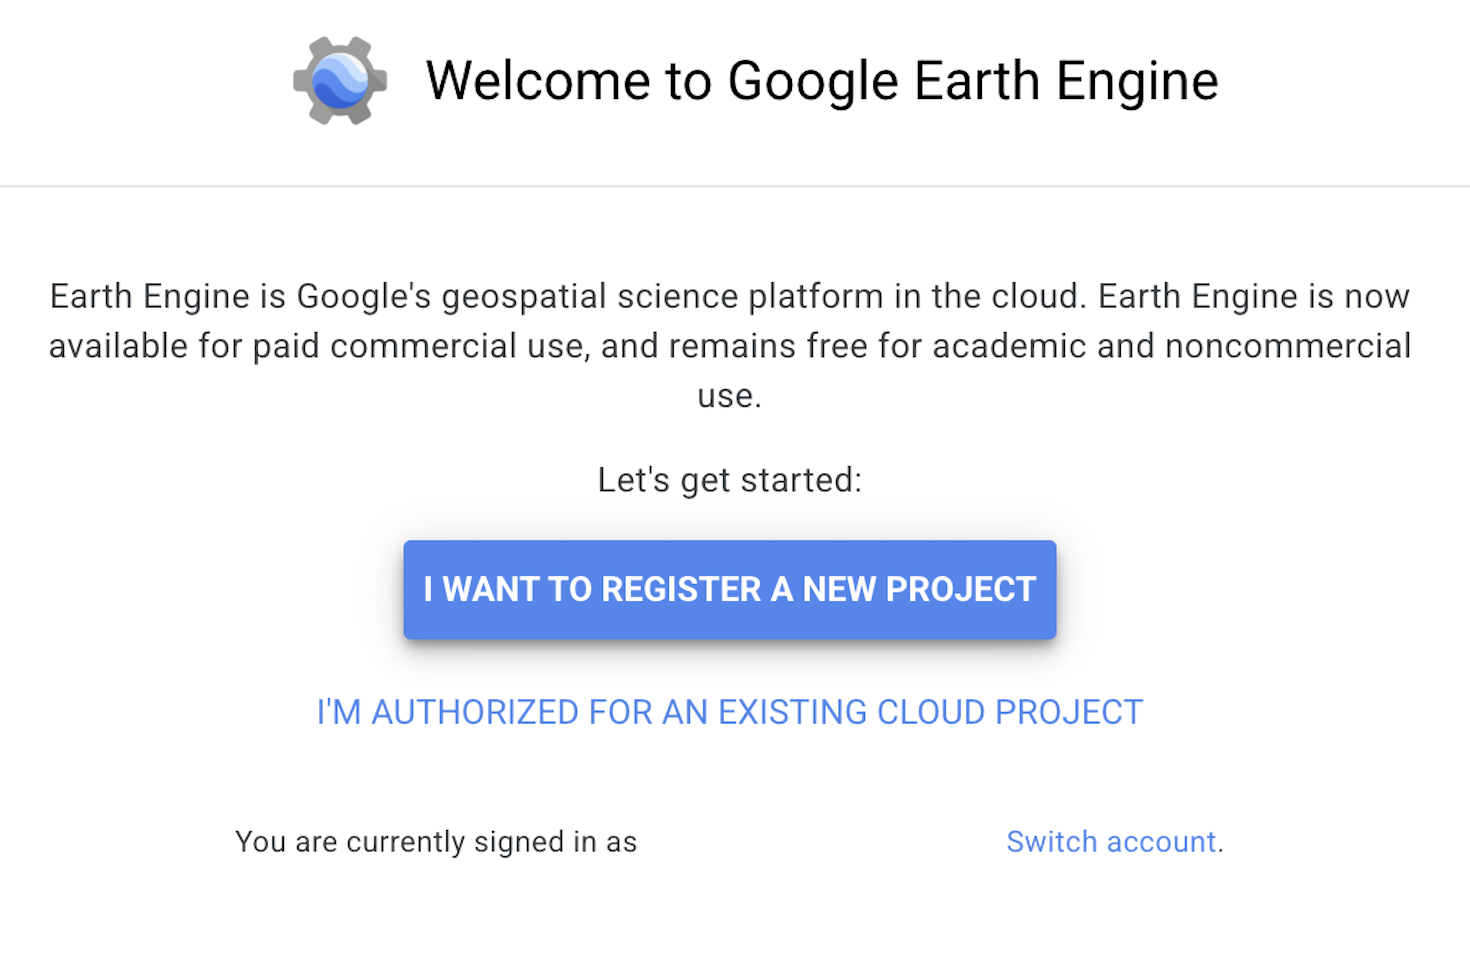 Welcome to Google Earth Engine
Earth Engine is Google's geospatial science platform in the cloud. Earth Engine is now
available for paid commercial use, and remains free for academic and noncommercial
use.
Let's get started:
I WANT TO REGISTER A NEW PROJECT
I'M AUTHORIZED FOR AN EXISTING CLOUD PROJECT
You are currently signed in as Switch account.